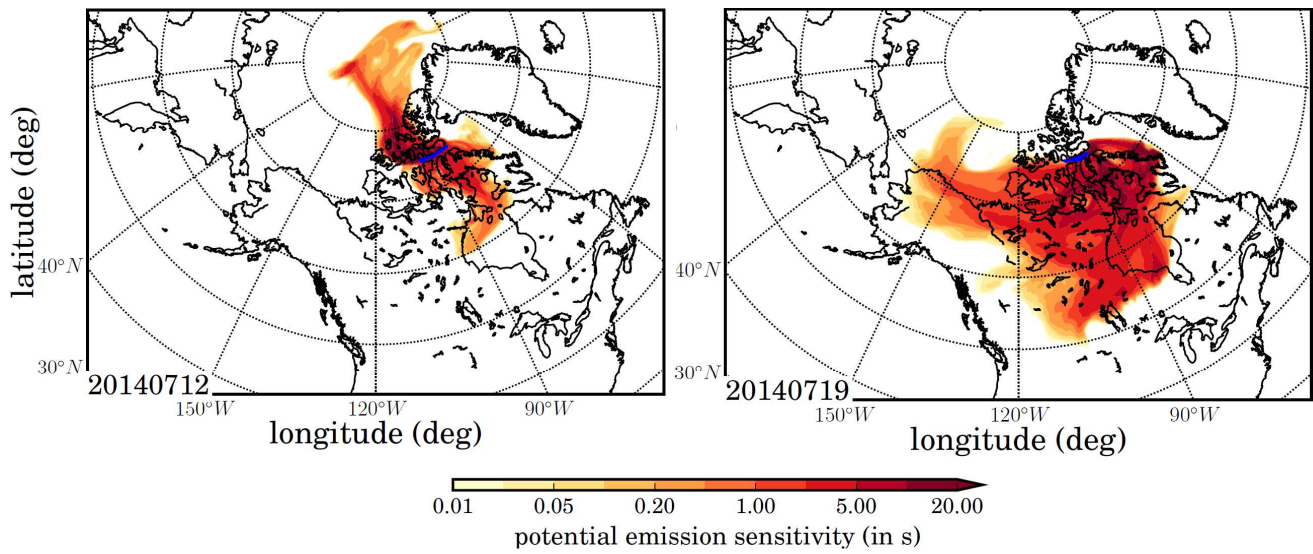 latitude (deg)
40°N
30°N
20140712
150°W
120°W
90°W
longitude (deg)
40°N
30°N
20140719
150°W
120°W
90°W
longitude (deg)
0.01 0.05 0.20 1.00 5.00 20.00
potential emission sensitivity (in s)